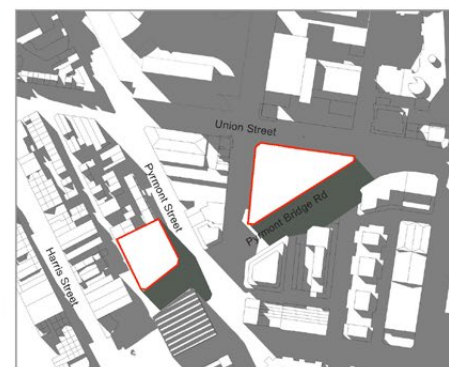 Union Street
Pyrmont Street
Pyrmont Bridge Rd
Harris Street